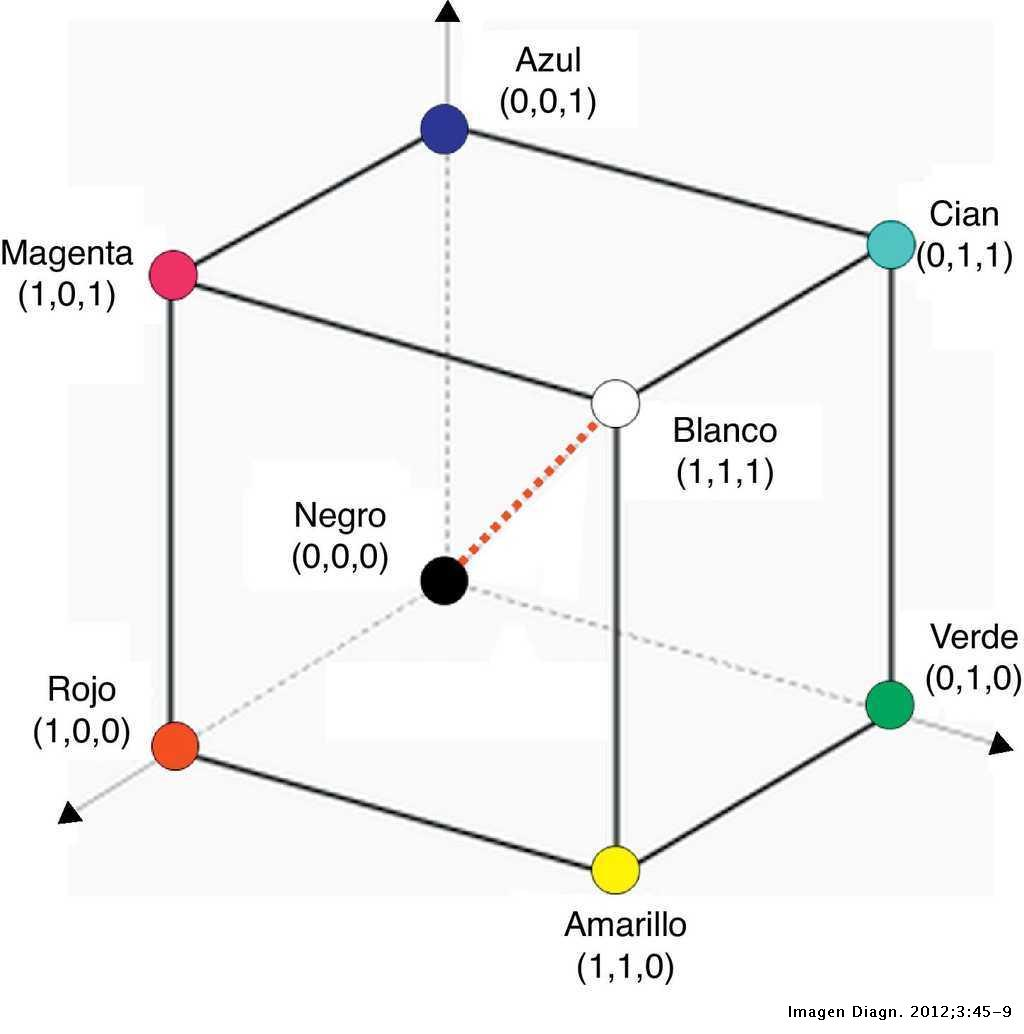 Azul
(0,0,1)
Cian
(0,1,1)
Magenta
(1,0,1)
Blanco
(1,1,1)
Negro
(0,0,0)
Verde
(0,1,0)
Rojo
(1,0,0)
Amarillo
(1,1,0)
Imagen Diagn. 2012;3:45-9